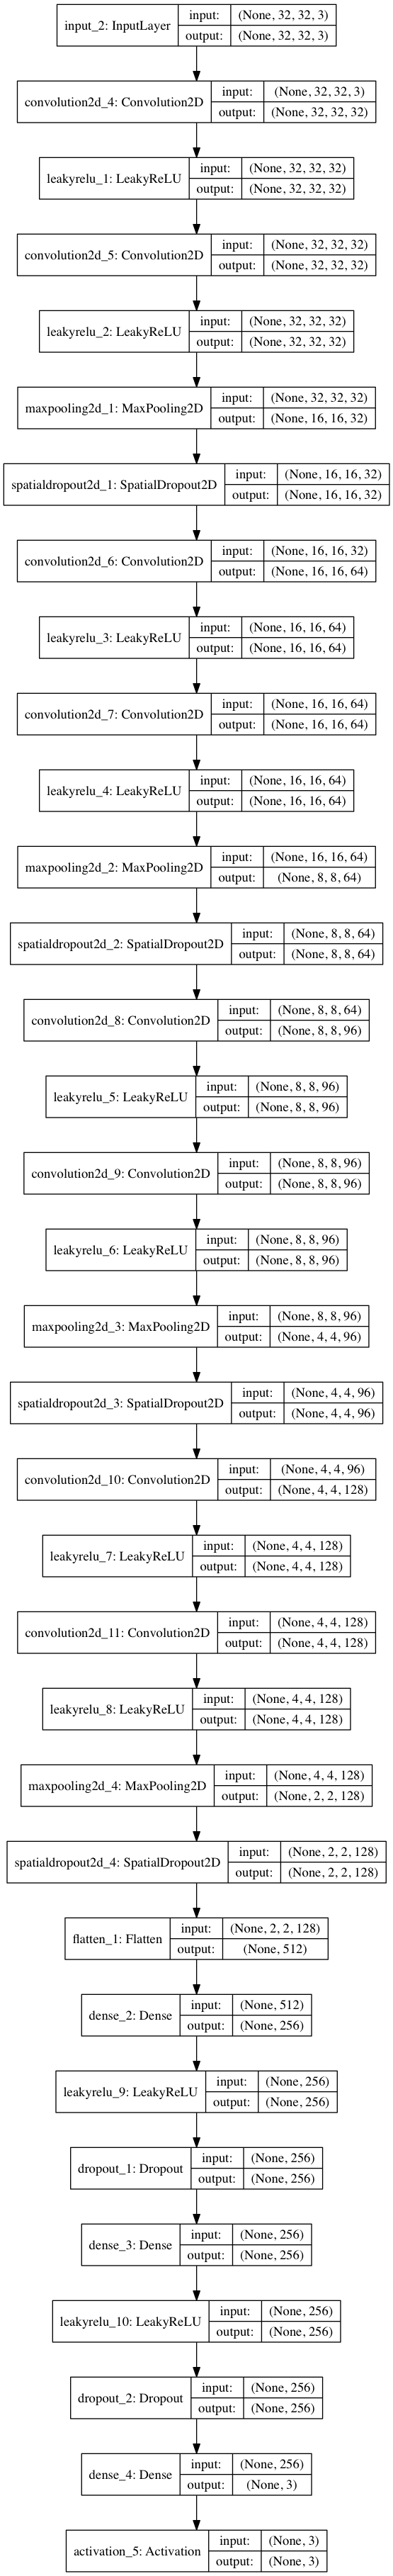 input_2: InputLayer input: (None, 32, 32, 3)
output: (None, 32, 32, 3)
convolution2d_4: Convolution2D input: (None, 32, 32, 3)
output: (None, 32, 32, 32)
leakyrelu_1: LeakyReLU input: (None, 32, 32, 32)
output: (None, 32, 32, 32)
convolution2d_5: Convolution2D input: (None, 32, 32, 32)
output: (None, 32, 32, 32)
leakyrelu_2: LeakyReLU input: (None, 32, 32, 32)
output: (None, 32, 32, 32)
maxpooling2d_1: MaxPooling2D input: (None, 32, 32, 32)
output: (None, 16, 16, 32)
spatialdropout2d_1: SpatialDropout2D input: (None, 16, 16, 32)
output: (None, 16, 16, 32)
convolution2d_6: Convolution2D input: (None, 16, 16, 32)
output: (None, 16, 16, 64)
leakyrelu_3: LeakyReLU input: (None, 16, 16, 64)
output: (None, 16, 16, 64)
convolution2d_7: Convolution2D input: (None, 16, 16, 64)
output: (None, 16, 16, 64)
leakyrelu_4: LeakyReLU input: (None, 16, 16, 64)
output: (None, 16, 16, 64)
maxpooling2d_2: MaxPooling2D input: (None, 16, 16, 64)
output: (None, 8, 8, 64)
spatialdropout2d_2: SpatialDropout2D input: (None, 8, 8, 64)
output: (None, 8, 8, 64)
convolution2d_8: Convolution2D input: (None, 8, 8, 64)
output: (None, 8, 8, 96)
leakyrelu_5: LeakyReLU input: (None, 8, 8, 96)
output: (None, 8, 8, 96)
convolution2d_9: Convolution2D input: (None, 8, 8, 96)
output: (None, 8, 8, 96)
leakyrelu_6: LeakyReLU input: (None, 8, 8, 96)
output: (None, 8, 8, 96)
maxpooling2d_3: MaxPooling2D input: (None, 8, 8, 96)
output: (None, 4, 4, 96)
spatialdropout2d_3: SpatialDropout2D input: (None, 4, 4, 96)
output: (None, 4, 4, 96)
convolution2d_10: Convolution2D input: (None, 4, 4, 96)
output: (None, 4, 4, 128)
leakyrelu_7: LeakyReLU input: (None, 4, 4, 128)
output: (None, 4, 4, 128)
convolution2d_11: Convolution2D input: (None, 4, 4, 128)
output: (None, 4, 4, 128)
leakyrelu_8: LeakyReLU input: (None, 4, 4, 128)
output: (None, 4, 4, 128)
maxpooling2d_4: MaxPooling2D input: (None, 4, 4, 128)
output: (None, 2, 2, 128)
spatialdropout2d_4: SpatialDropout2D input: (None, 2, 2, 128)
output: (None, 2, 2, 128)
flatten_1: Flatten input: (None, 2, 2, 128)
output: (None, 512)
dense_2: Dense input: (None, 512)
output: (None, 256)
leakyrelu_9: LeakyReLU input: (None, 256)
output: (None, 256)
dropout_1: Dropout input: (None, 256)
output: (None, 256)
dense_3: Dense input: (None, 256)
output: (None, 256)
leakyrelu_10: LeakyReLU input: (None, 256)
output: (None, 256)
dropout_2: Dropout input: (None, 256)
output: (None, 256)
dense_4: Dense input: (None, 256)
output: (None, 3)
activation_5: Activation input: (None, 3)
output: (None, 3)